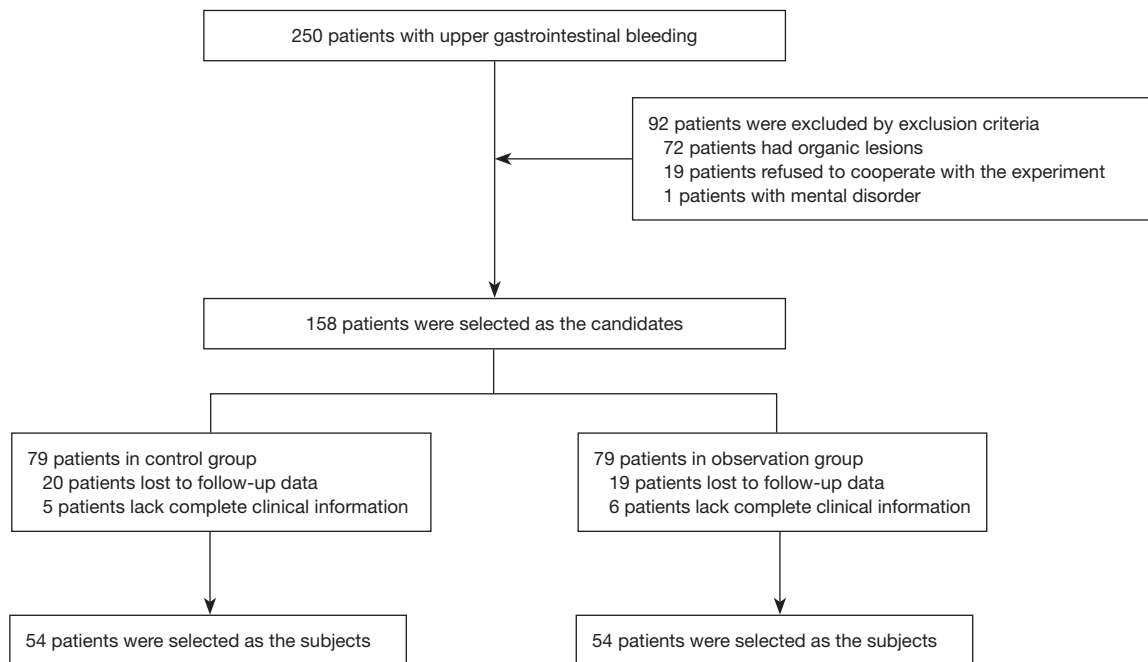 250 patients with upper gastrointestinal bleeding
92 patients were excluded by exclusion criteria
72 patients had organic lesions
19 patients refused to cooperate with the experiment
1 patients with mental disorder
158 patients were selected as the candidates
79 patients in control group
20 patients lost to follow-up data
5 patients lack complete clinical information
79 patients in observation group
19 patients lost to follow-up data
6 patients lack complete clinical information
54 patients were selected as the subjects
54 patients were selected as the subjects